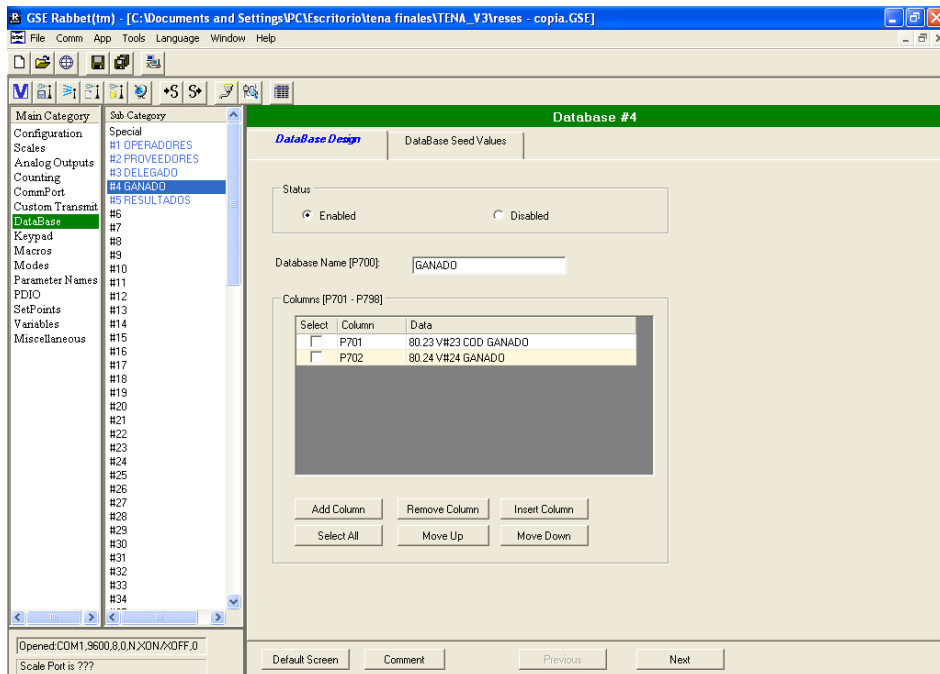 GSE Rabbet(tm) - [C:\Documents and Settings\PC\Escritorio\tena finales\TENA_V3\reses - copia.GSE]
File Comm App Tools Language Window Help
Main Category
Configuration
Scales
Analog Outputs
Counting
CommPort
Custom Transmit
DataBase
Keypad
Macros
Modes
Parameter Names
PDIO
SetPoints
Variables
Miscellaneous
Sub Category
Special
#1 OPERADORES
#2 PROVEEDORES
#3 DELEGADO
#4 GANADO
#5 RESULTADOS
#6
#7
#8
#9
#10
#11
#12
#13
#14
#15
#16
#17
#18
#19
#20
#21
#22
#23
#24
#25
#26
#27
#28
#29
#30
#31
#32
#33
#34
Database #4
DataBase Design DataBase Seed Values
Status
Enabled Disabled
Database Name [P700]: GANADO
Columns [P701 - P798]
Select Column Data
P701 80.23 V#23 COD GANADO
P702 80.24 V#24 GANADO
Add Column Remove Column Insert Column
Select All Move Up Move Down
Opened:COM1,9600,8,0,N,XON/XOFF,0
Scale Port is ???
Default Screen Comment Previous Next